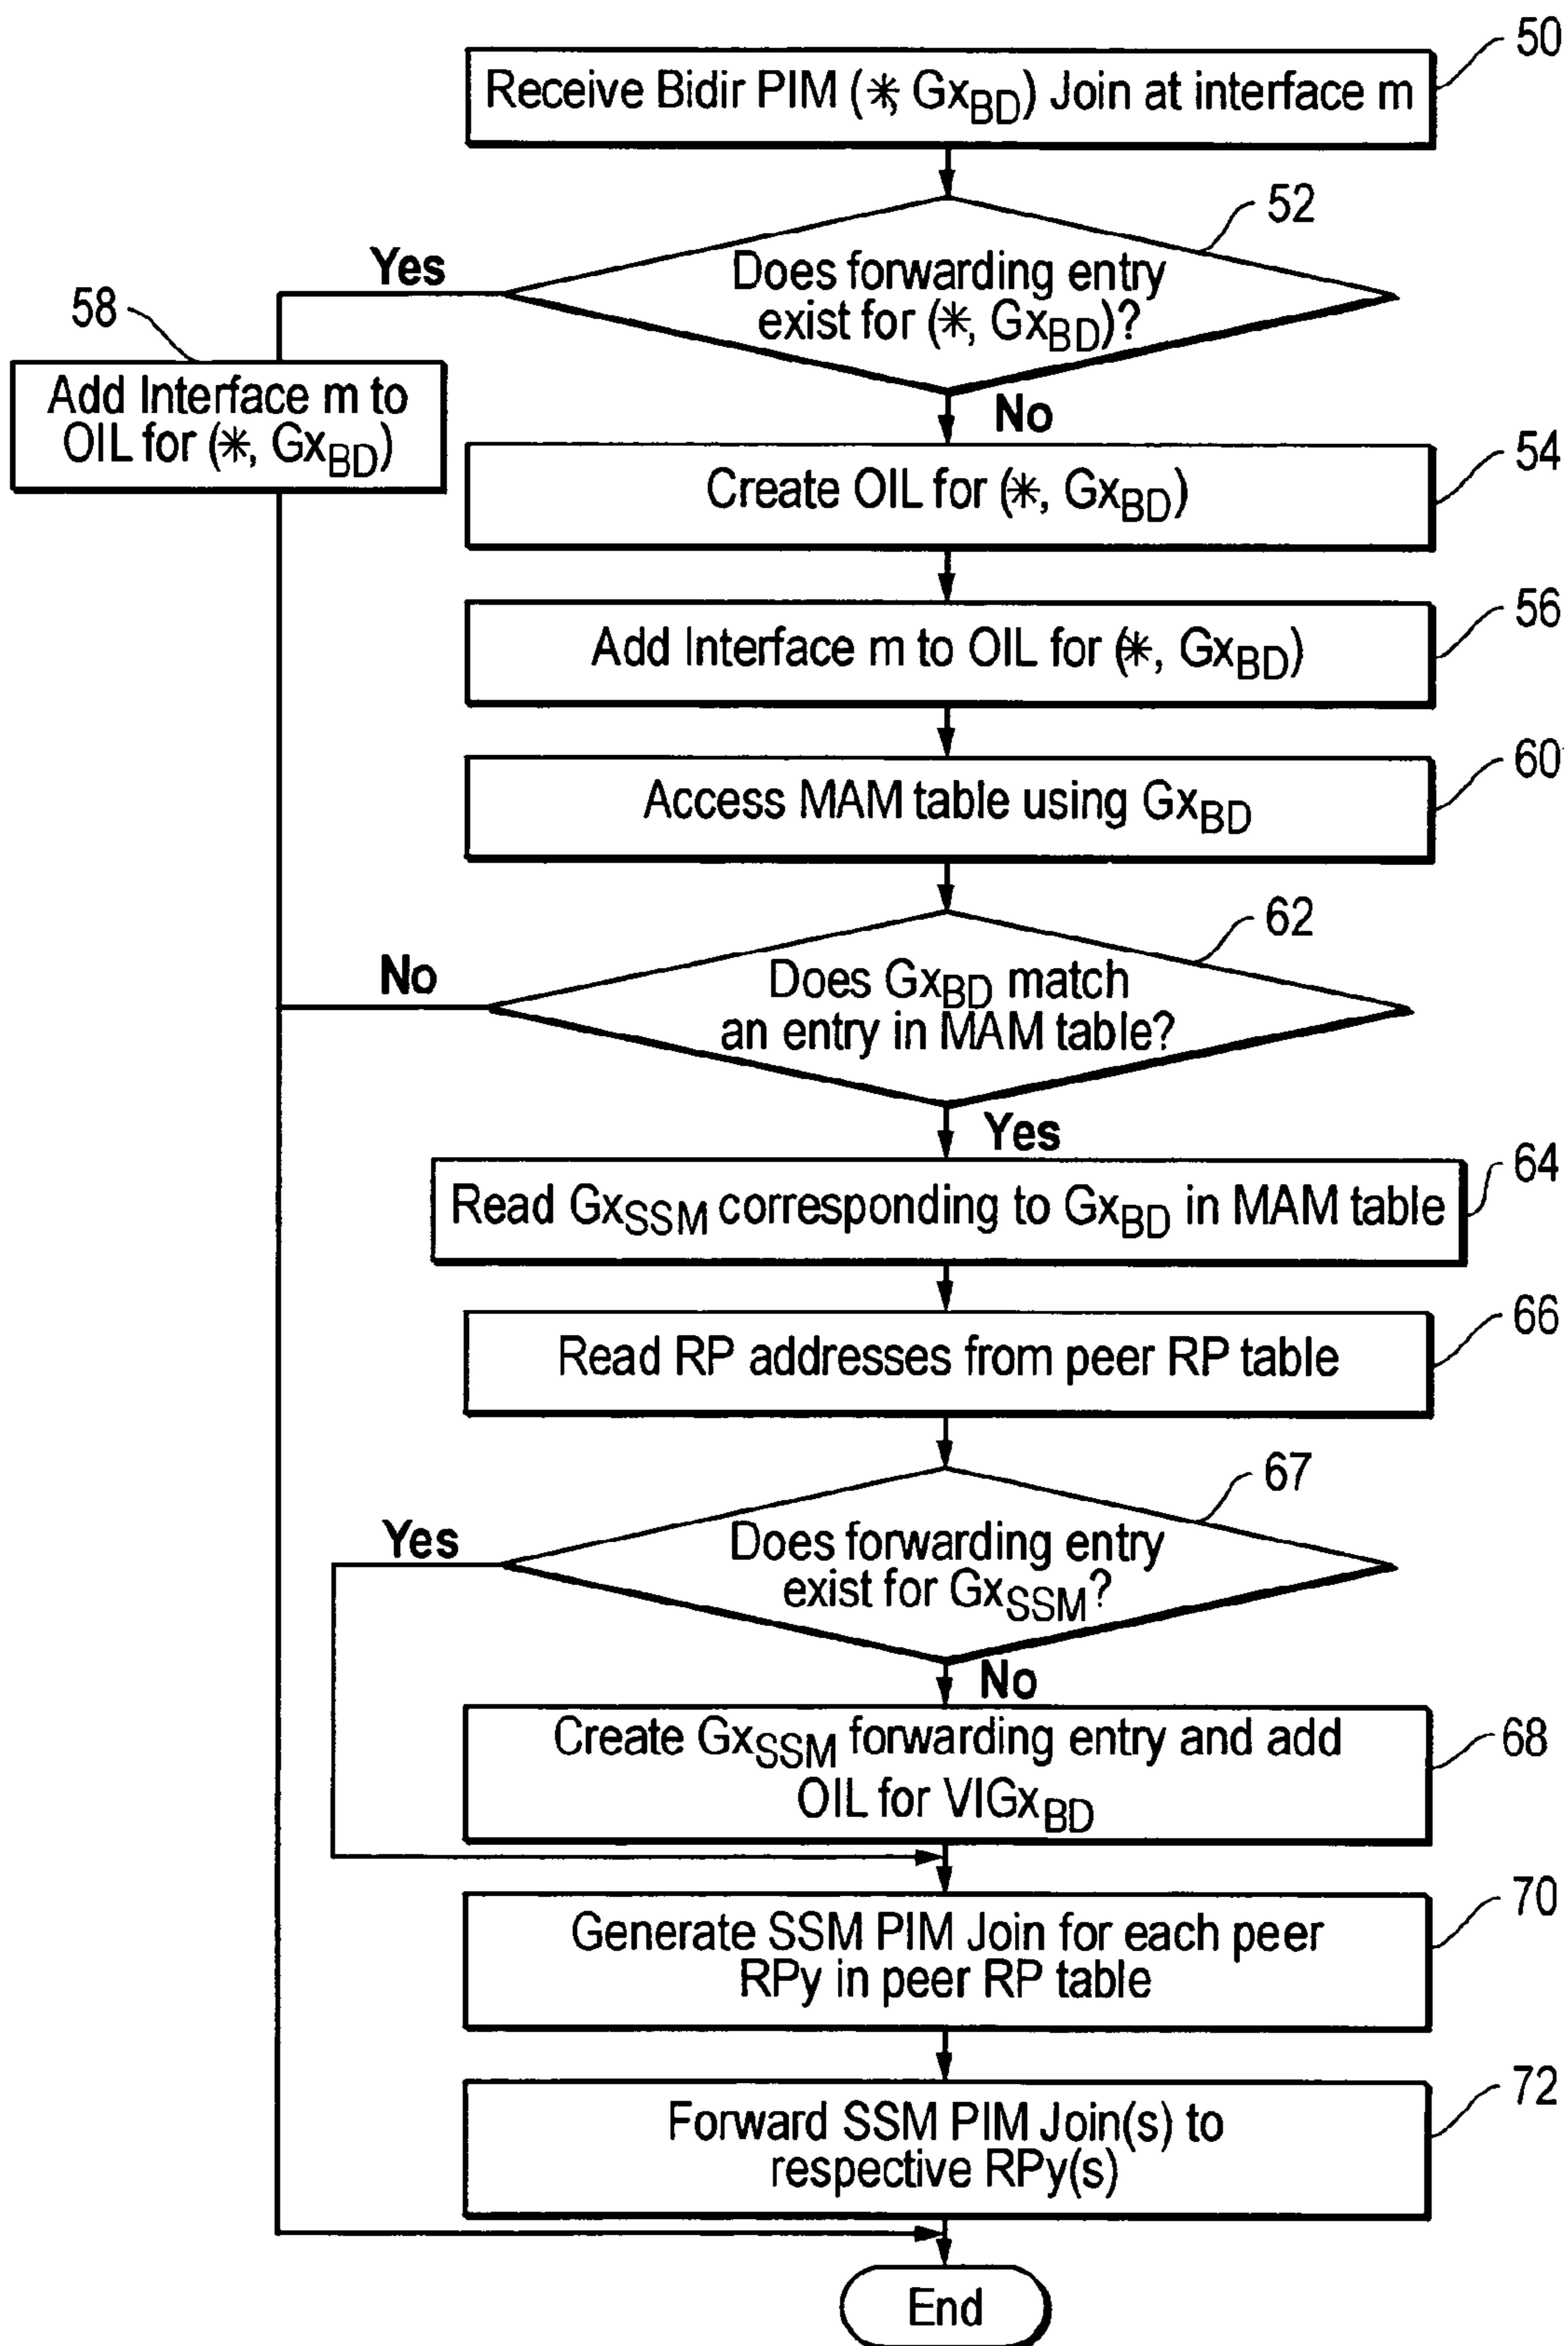 50
Receive Bidir PIM (*, GxBD) Join at interface m
52
Does forwarding entry
exist for (*, GxBD)?
Yes
No
58
Add Interface m to
OIL for (*, GxBD)
54
Create OIL for (*, GxBD)
56
Add Interface m to OIL for (*, GxBD)
60
Access MAM table using GxBD
62
Does GxBD match
an entry in MAM table?
No
Yes
64
Read GxSSM corresponding to GxBD in MAM table
66
Read RP addresses from peer RP table
67
Does forwarding entry
exist for GxSSM?
Yes
No
68
Create GxSSM forwarding entry and add
OIL for VIGxBD
70
Generate SSM PIM Join for each peer
RPy in peer RP table
72
Forward SSM PIM Join(s) to
respective RPy(s)
End